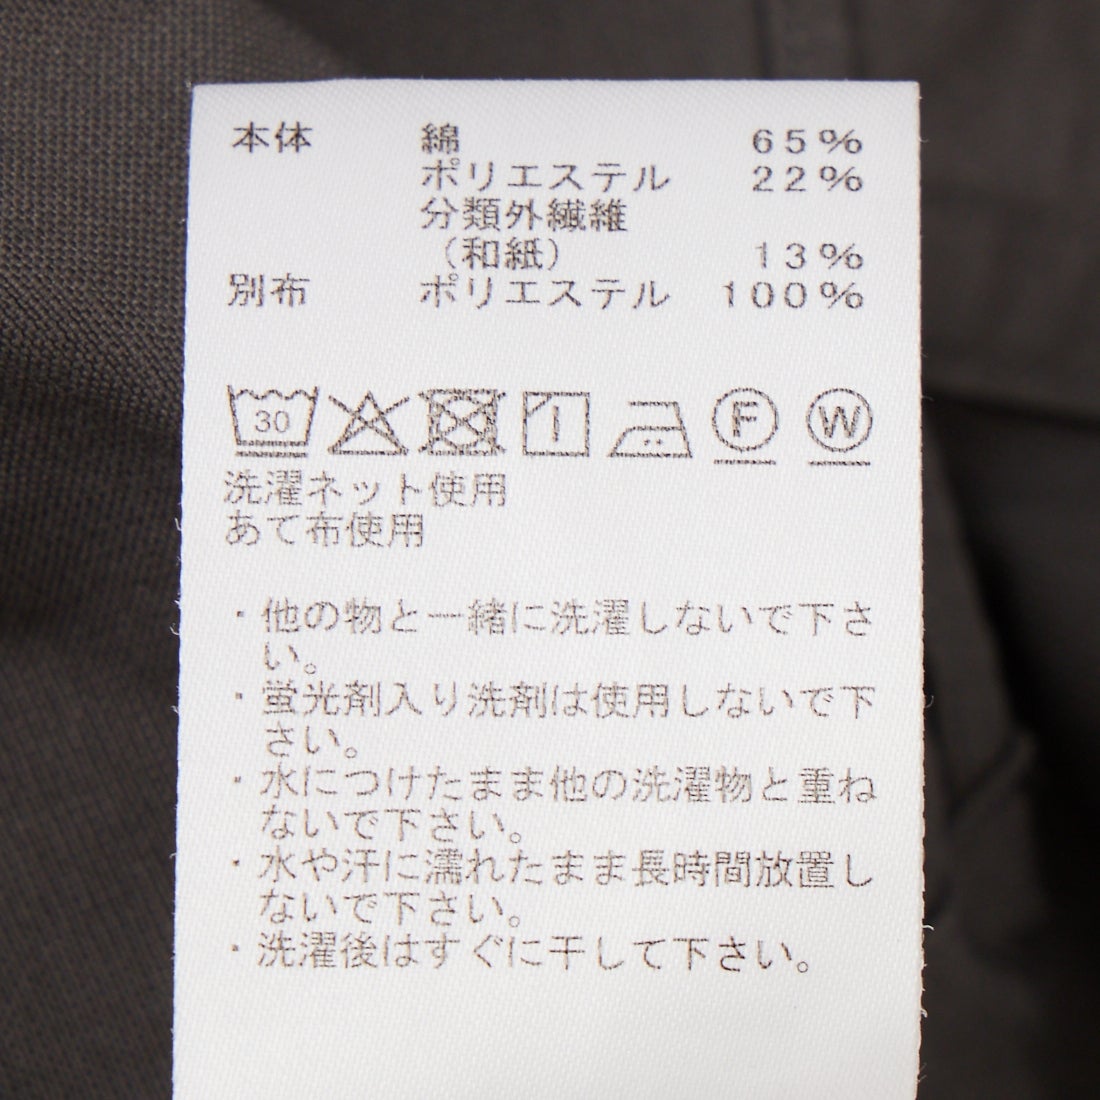 本体 綿 65%
ポリエステル 22%
分類外繊維
(和紙) 13%
別布 ポリエステル 100%
30
F W
洗濯ネット使用
あて布使用
・他の物と一緒に洗濯しないで下さ
い。
・蛍光剤入り洗剤は使用しないで下
さい。
・水につけたまま他の洗濯物と重ね
ないで下さい。
・水や汗に濡れたまま長時間放置し
ないで下さい。
・洗濯後はすぐに干して下さい。